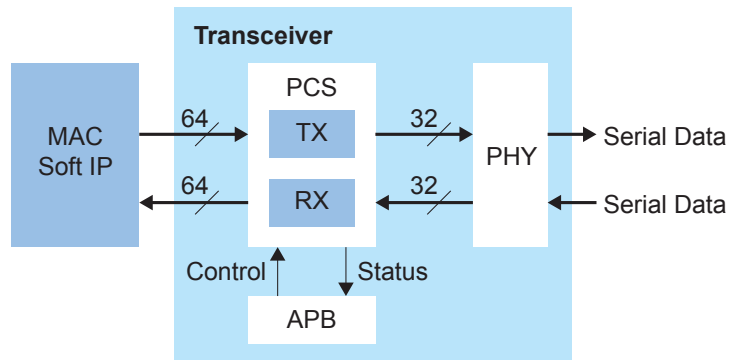 Transceiver
MAC
Soft IP
64
64
PCS
TX
RX
32
32
PHY
Serial Data
Serial Data
Control
Status
APB